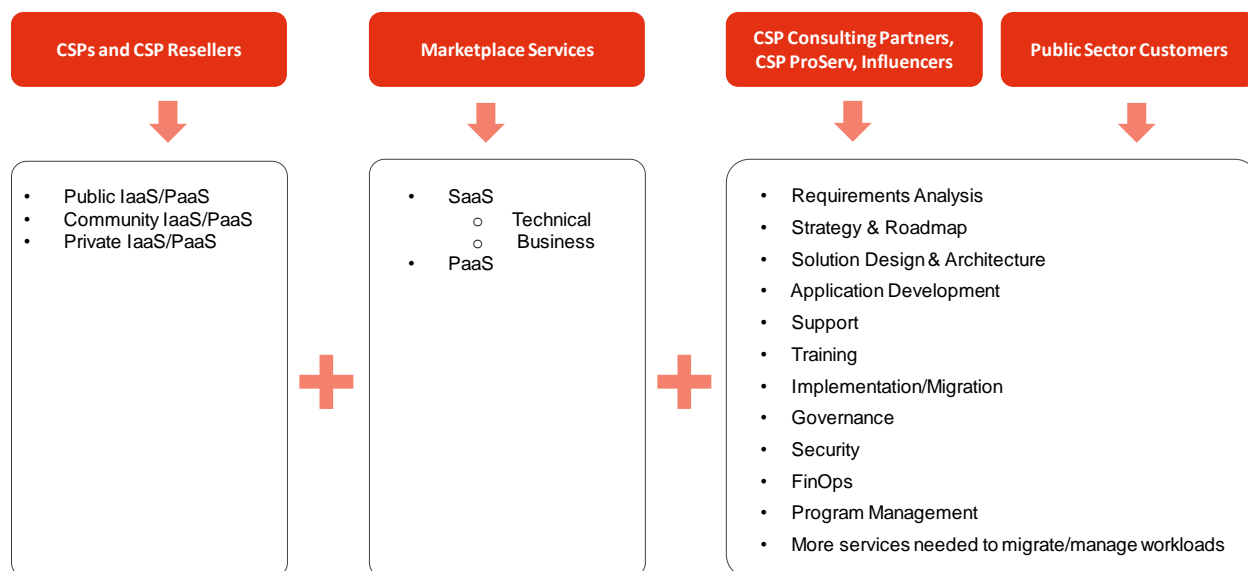 CSPs and CSP Resellers
Marketplace Services
CSP Consulting Partners,
CSP ProServ, Influencers
Public Sector Customers
• Public IaaS/PaaS
• Community IaaS/PaaS
• Private IaaS/PaaS
• SaaS
o Technical
o Business
• PaaS
• Requirements Analysis
• Strategy & Roadmap
• Solution Design & Architecture
• Application Development
• Support
• Training
• Implementation/Migration
• Governance
• Security
• FinOps
• Program Management
• More services needed to migrate/manage workloads